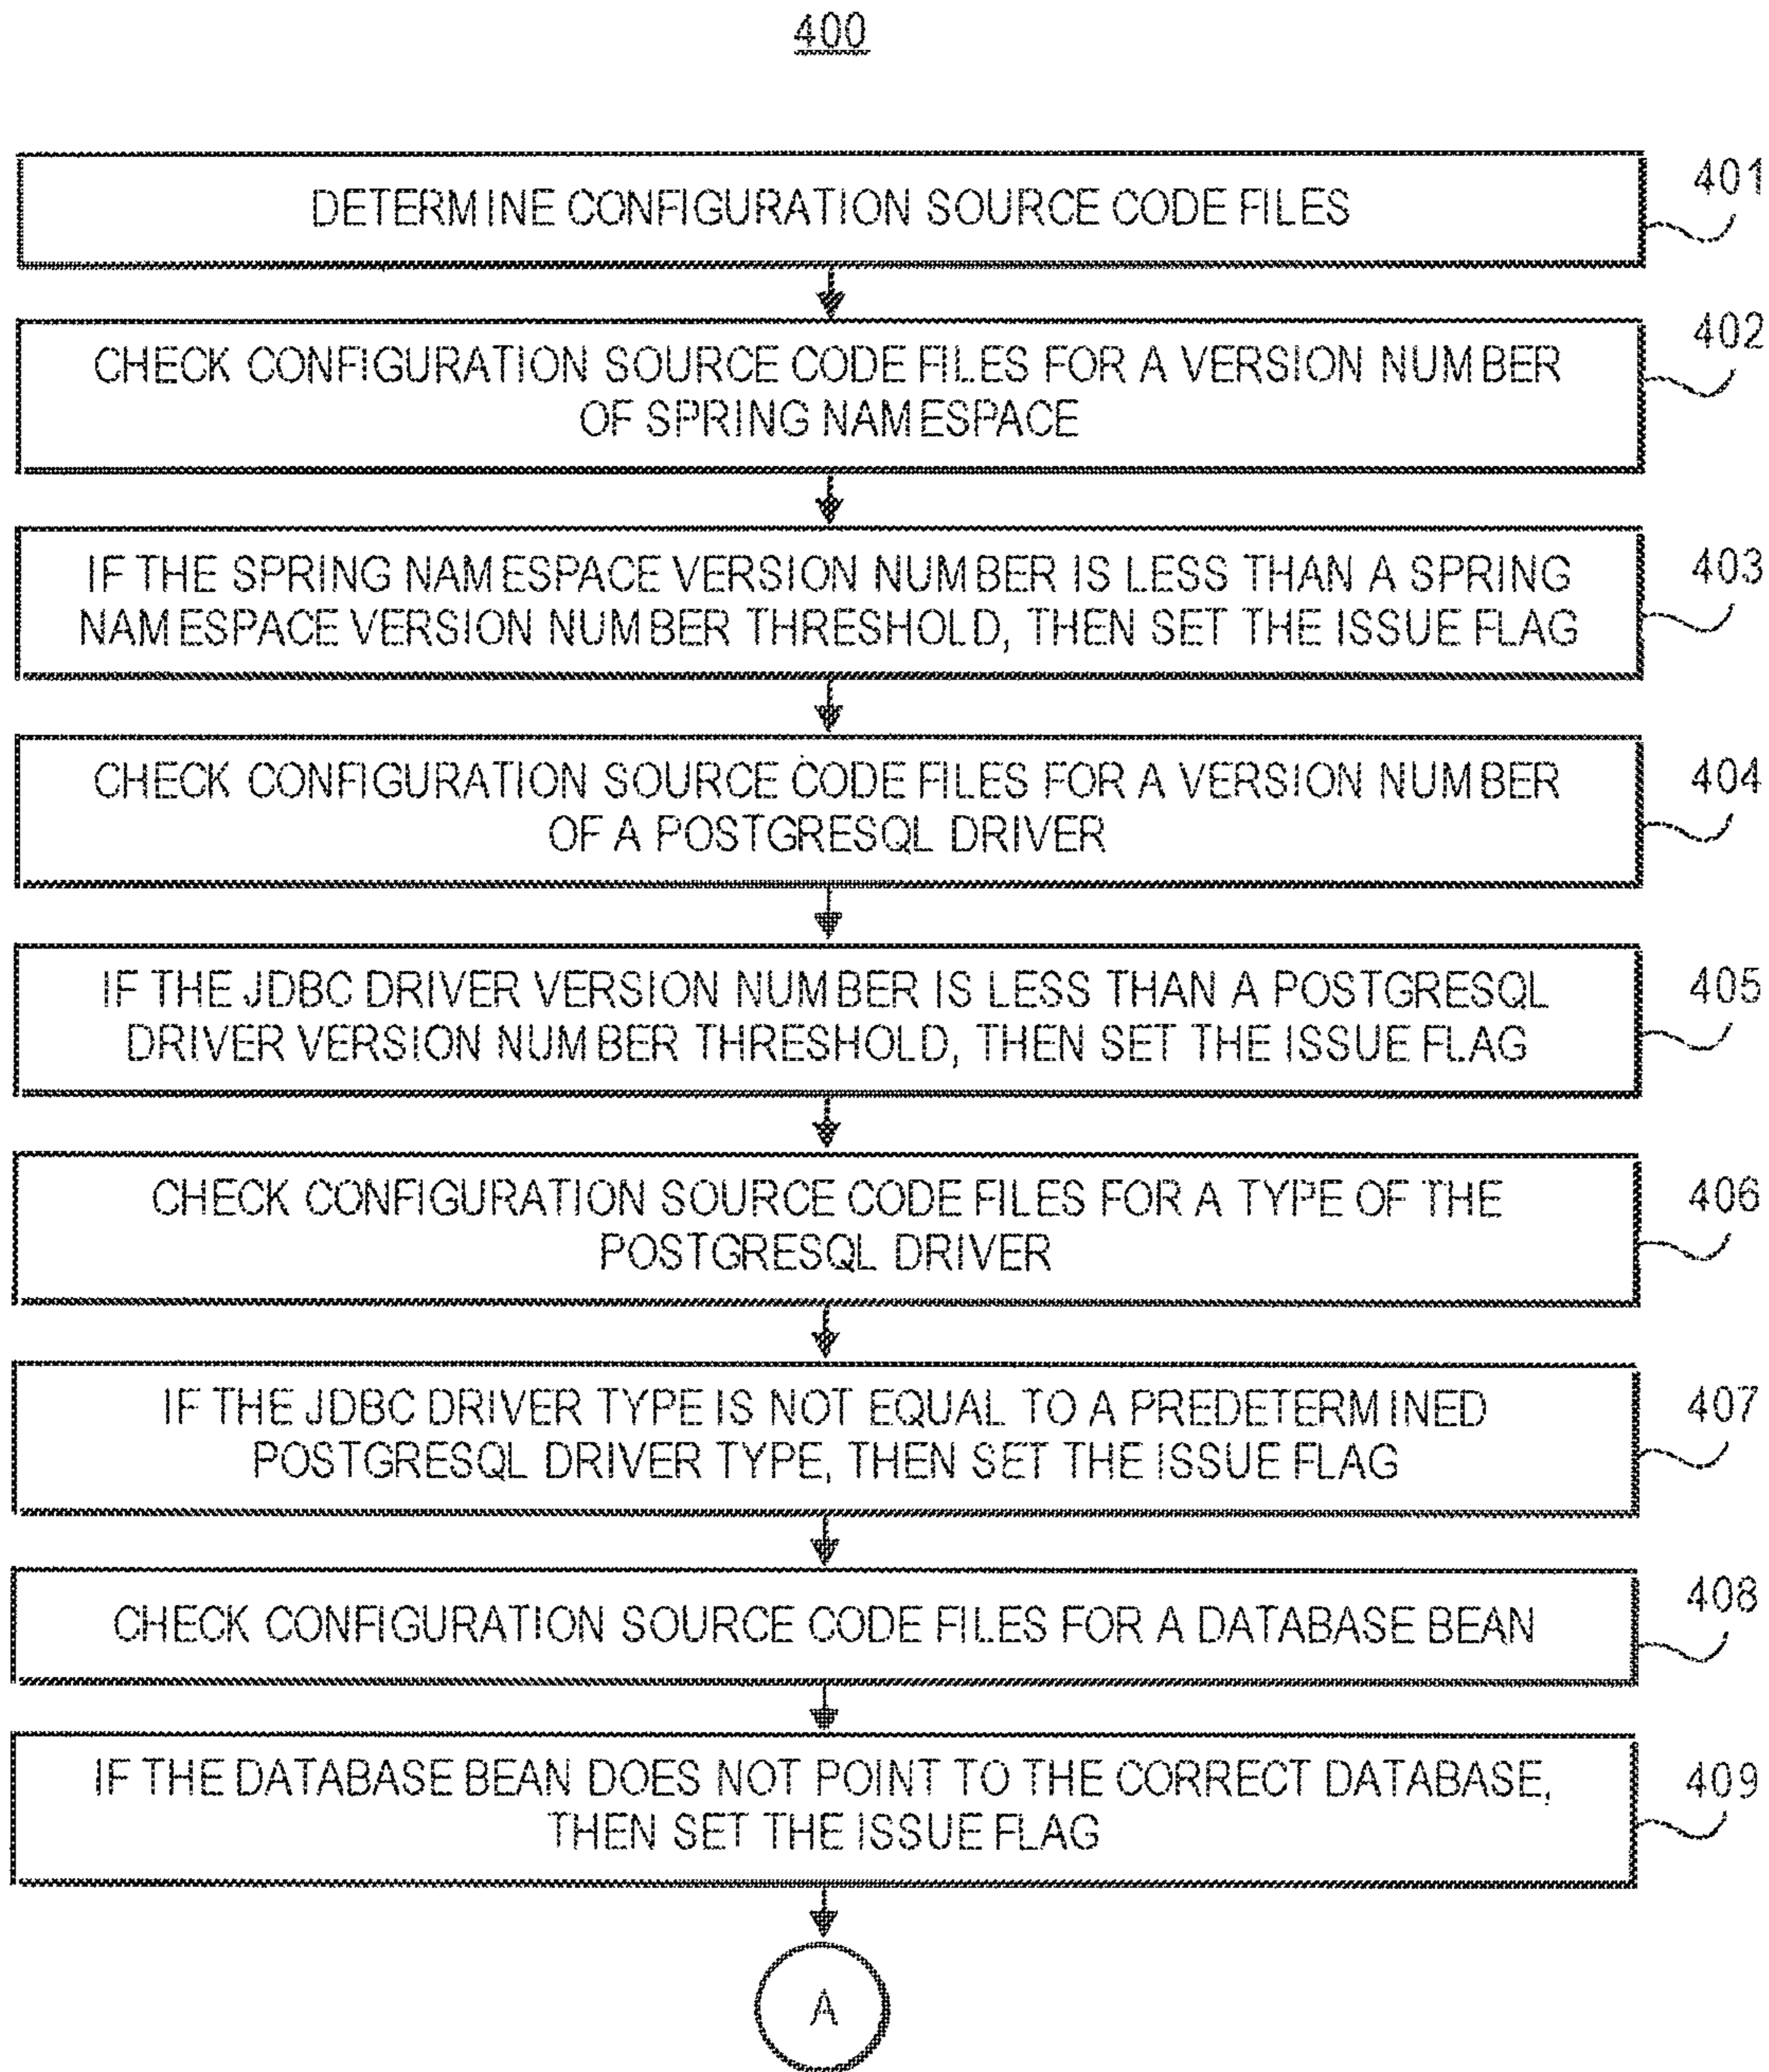 400
DETERMINE CONFIGURATION SOURCE CODE FILES
401
CHECK CONFIGURATION SOURCE CODE FILES FOR A VERSION NUMBER
OF SPRING NAMESPACE
402
IF THE SPRING NAMESPACE VERSION NUMBER IS LESS THAN A SPRING
NAMESPACE VERSION NUMBER THRESHOLD, THEN SET THE ISSUE FLAG
403
CHECK CONFIGURATION SOURCE CODE FILES FOR A VERSION NUMBER
OF A POSTGRESQL DRIVER
404
IF THE JDBC DRIVER VERSION NUMBER IS LESS THAN A POSTGRESQL
DRIVER VERSION NUMBER THRESHOLD, THEN SET THE ISSUE FLAG
405
CHECK CONFIGURATION SOURCE CODE FILES FOR A TYPE OF THE
POSTGRESQL DRIVER
406
IF THE JDBC DRIVER TYPE IS NOT EQUAL TO A PREDETERMINED
POSTGRESQL DRIVER TYPE, THEN SET THE ISSUE FLAG
407
CHECK CONFIGURATION SOURCE CODE FILES FOR A DATABASE BEAN
408
IF THE DATABASE BEAN DOES NOT POINT TO THE CORRECT DATABASE,
THEN SET THE ISSUE FLAG
409
A